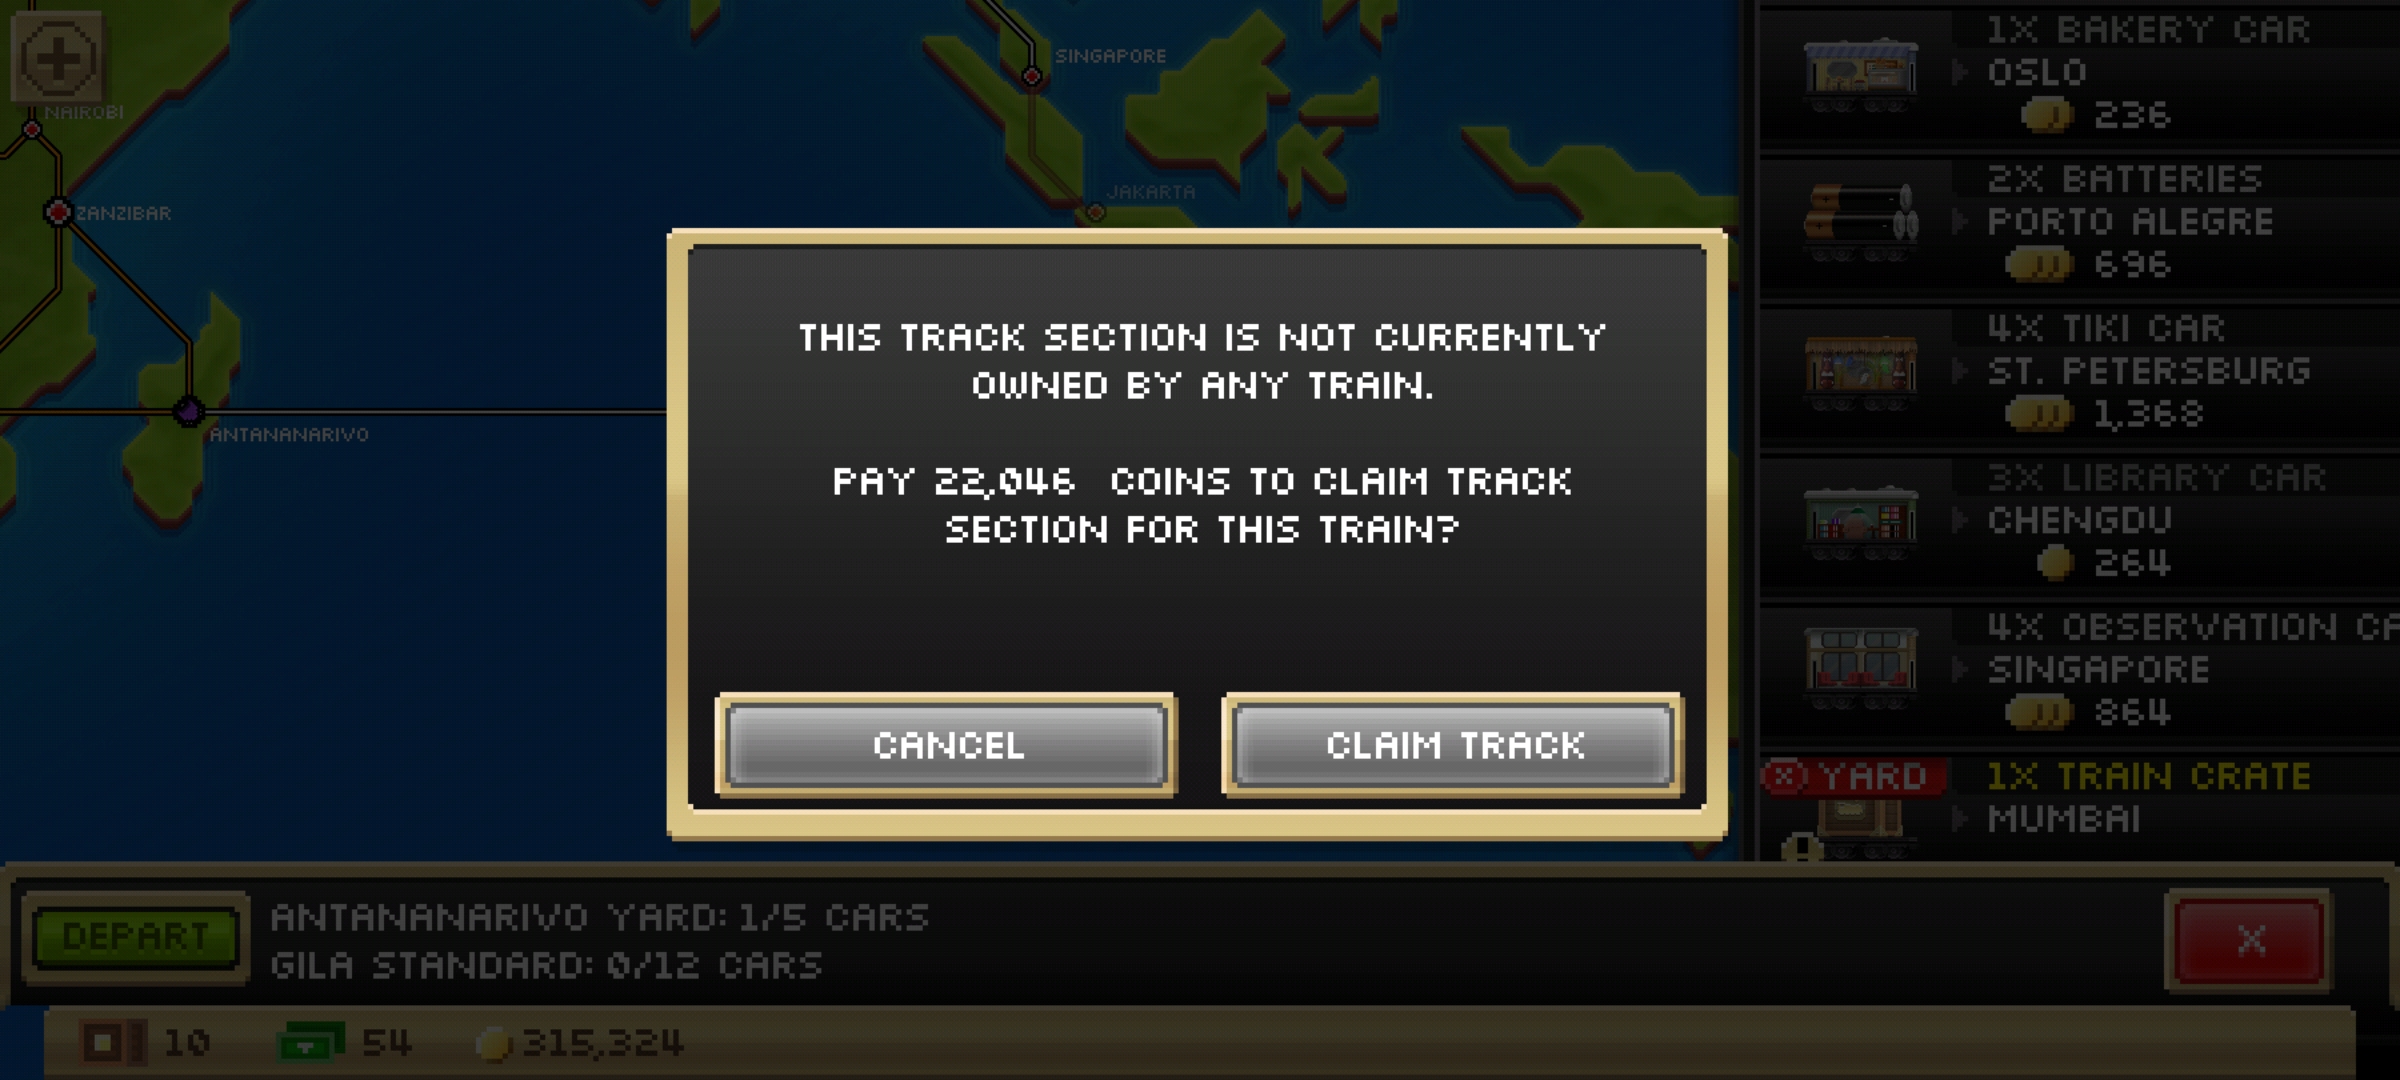 SINGAPORE
NAIROBI
JAKARTA
ZANZIBAR
ANTANANARIVO
THIS TRACK SECTION IS NOT CURRENTLY
OWNED BY ANY TRAIN.
PAY 22,046 COINS TO CLAIM TRACK
SECTION FOR THIS TRAIN?
CANCEL
CLAIM TRACK
1X BAKERY CAR
OSLO
236
2X BATTERIES
PORTO ALEGRE
696
4X TIKI CAR
ST. PETERSBURG
1,368
3X LIBRARY CAR
CHENGDU
264
4X OBSERVATION CA
SINGAPORE
864
X YARD
1X TRAIN CRATE
MUMBAI
DEPART
ANTANANARIVO YARD: 1/5 CARS
GILA STANDARD: 0/12 CARS
X
10
54
315,324